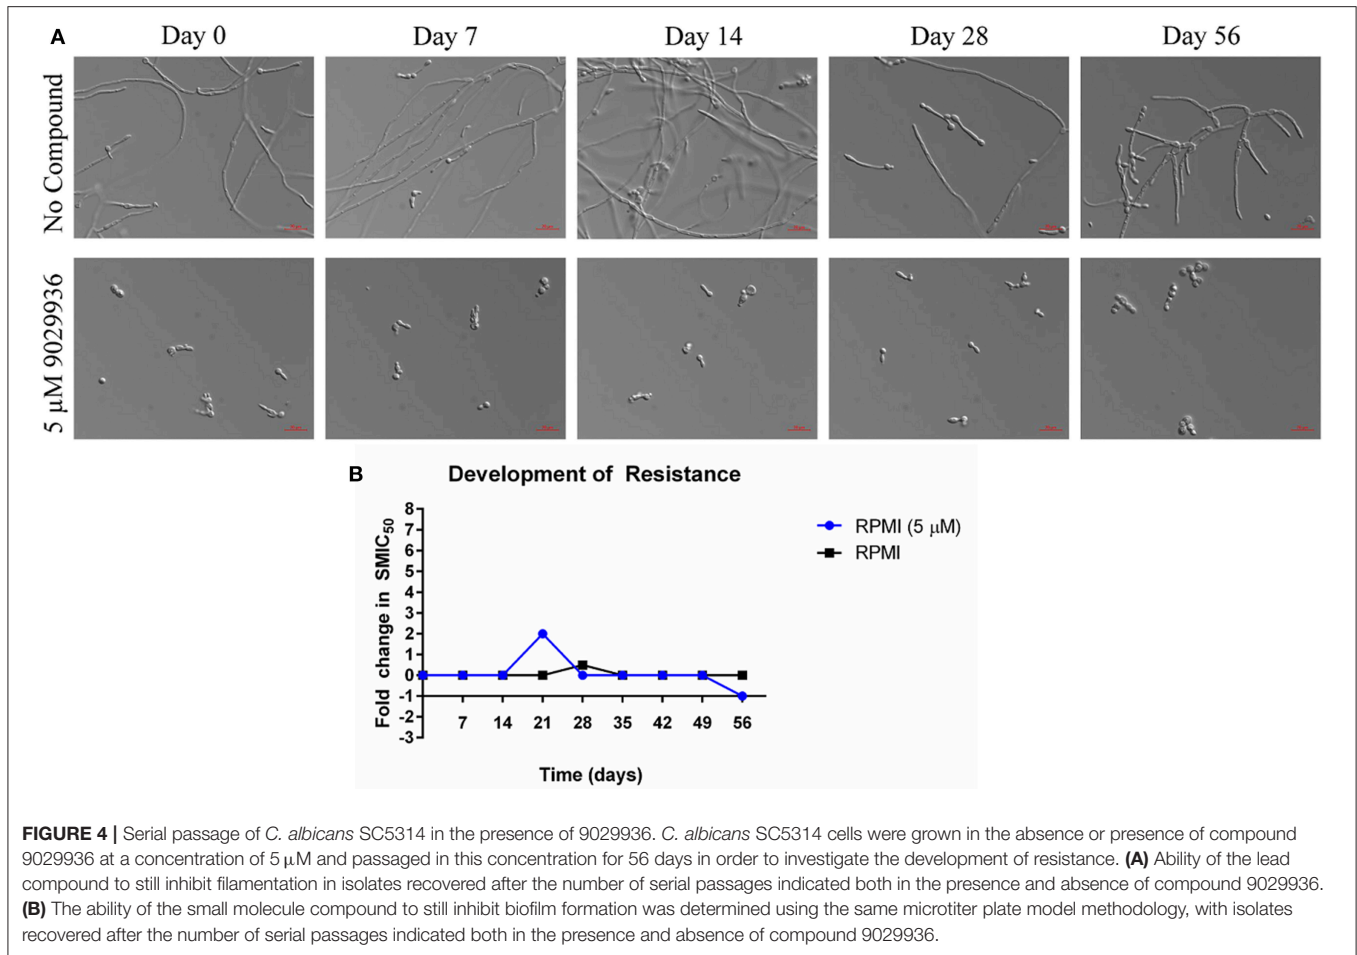 A
Day 0 Day 7 Day 14 Day 28 Day 56
No Compound
5 μM 9029936
B
Development of Resistance
Fold change in SMIC50
8
7
6
5
4
3
2
1
0
-1
-2
-3
7 14 21 28 35 42 49 56
Time (days)
RPMI (5 μM)
RPMI
FIGURE 4 | Serial passage of C. albicans SC5314 in the presence of 9029936. C. albicans SC5314 cells were grown in the absence or presence of compound
9029936 at a concentration of 5 μM and passaged in this concentration for 56 days in order to investigate the development of resistance. (A) Ability of the lead
compound to still inhibit filamentation in isolates recovered after the number of serial passages indicated both in the presence and absence of compound 9029936.
(B) The ability of the small molecule compound to still inhibit biofilm formation was determined using the same microtiter plate model methodology, with isolates
recovered after the number of serial passages indicated both in the presence and absence of compound 9029936.